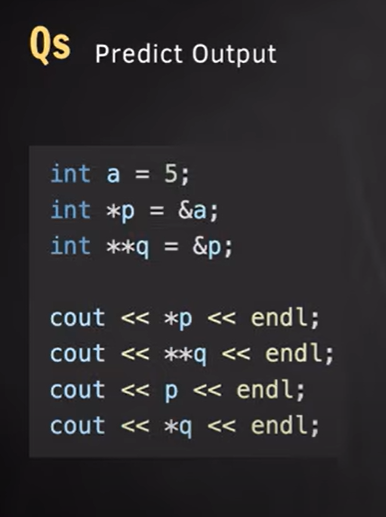 Qs Predict Output
int a = 5;
int *p = &a;
int **q = &p;
cout << *p << endl;
cout << **q << endl;
cout << p << endl;
cout << *q << endl;